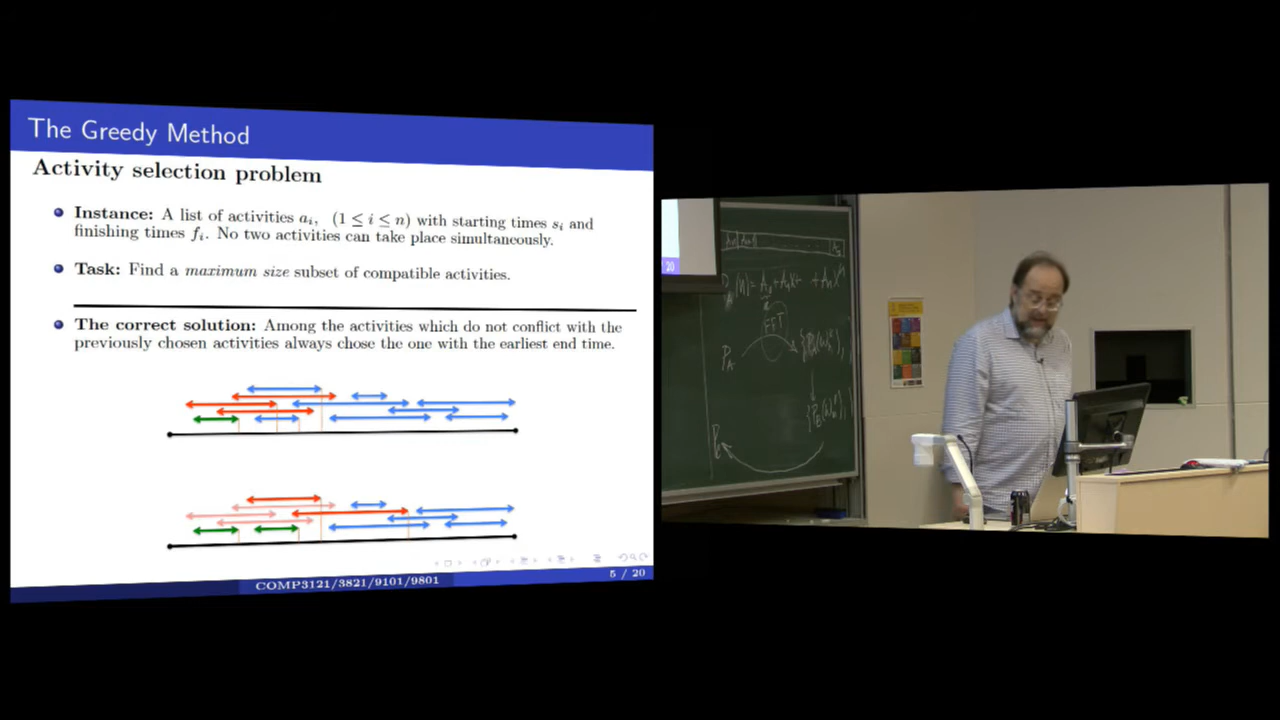 The Greedy Method
Activity selection problem
Instance: A list of activities aᵢ, (1 ≤ i ≤ n) with starting times sᵢ and
finishing times fᵢ. No two activities can take place simultaneously.
Task: Find a maximum size subset of compatible activities.
The correct solution: Among the activities which do not conflict with the
previously chosen activities always chose the one with the earliest end time.
COMP3121/3821/9101/9801
5 / 20
/ 20
FFT
P_A